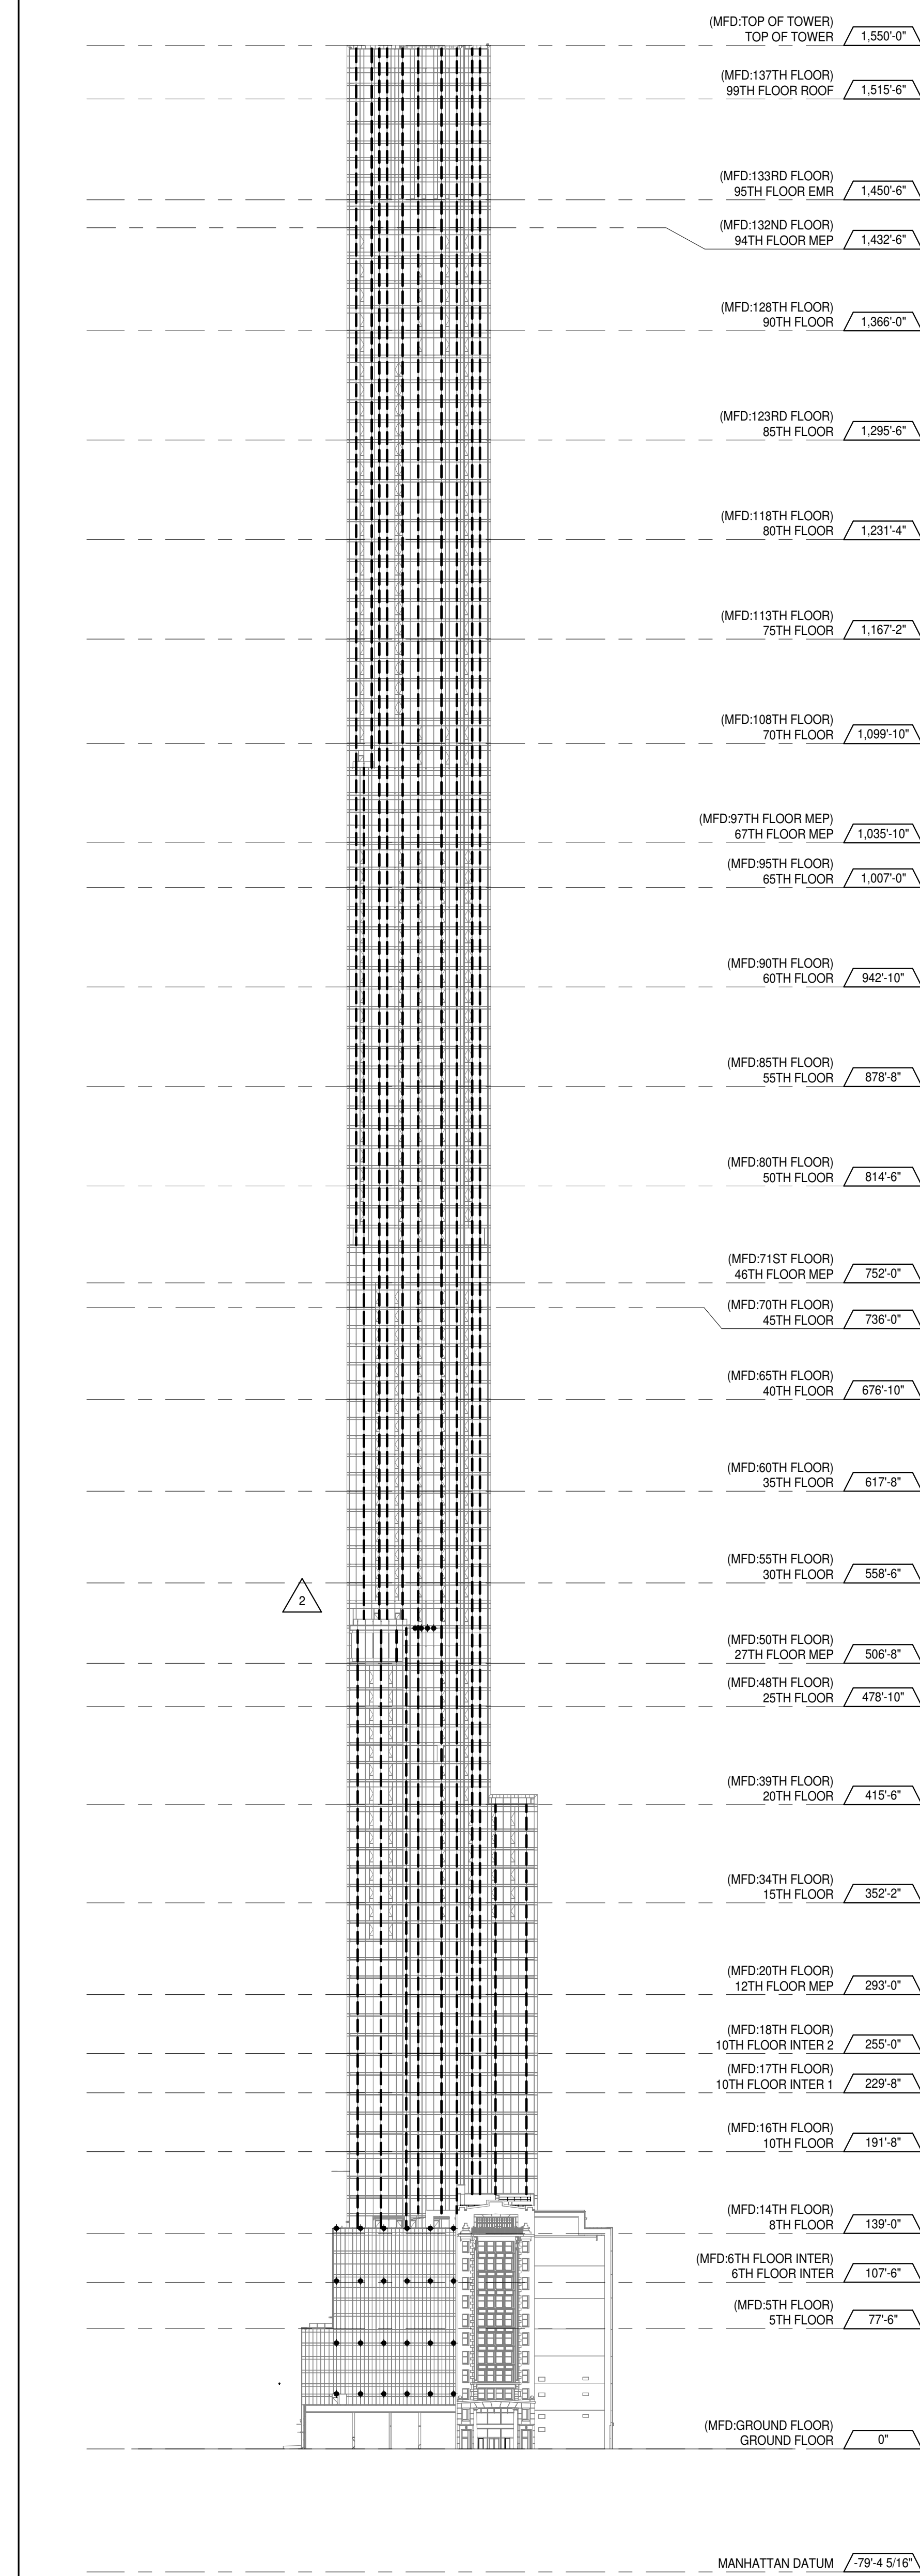 (MFD:TOP OF TOWER)
TOP OF TOWER 1,550'-0"
(MFD:137TH FLOOR)
99TH FLOOR ROOF 1,515'-6"
(MFD:133RD FLOOR)
95TH FLOOR EMR 1,450'-6"
(MFD:132ND FLOOR)
94TH FLOOR MEP 1,432'-6"
(MFD:128TH FLOOR)
90TH FLOOR 1,366'-0"
(MFD:123RD FLOOR)
85TH FLOOR 1,295'-6"
(MFD:118TH FLOOR)
80TH FLOOR 1,231'-4"
(MFD:113TH FLOOR)
75TH FLOOR 1,167'-2"
(MFD:108TH FLOOR)
70TH FLOOR 1,099'-10"
(MFD:97TH FLOOR MEP)
67TH FLOOR MEP 1,035'-10"
(MFD:95TH FLOOR)
65TH FLOOR 1,007'-0"
(MFD:90TH FLOOR)
60TH FLOOR 942'-10"
(MFD:85TH FLOOR)
55TH FLOOR 878'-8"
(MFD:80TH FLOOR)
50TH FLOOR 814'-6"
(MFD:71ST FLOOR)
46TH FLOOR MEP 752'-0"
(MFD:70TH FLOOR)
45TH FLOOR 736'-0"
(MFD:65TH FLOOR)
40TH FLOOR 676'-10"
(MFD:60TH FLOOR)
35TH FLOOR 617'-8"
(MFD:55TH FLOOR)
30TH FLOOR 558'-6"
2
(MFD:50TH FLOOR)
27TH FLOOR MEP 506'-8"
(MFD:48TH FLOOR)
25TH FLOOR 478'-10"
(MFD:39TH FLOOR)
20TH FLOOR 415'-6"
(MFD:34TH FLOOR)
15TH FLOOR 352'-2"
(MFD:20TH FLOOR)
12TH FLOOR MEP 293'-0"
(MFD:18TH FLOOR)
10TH FLOOR INTER 2 255'-0"
(MFD:17TH FLOOR)
10TH FLOOR INTER 1 229'-8"
(MFD:16TH FLOOR)
10TH FLOOR 191'-8"
(MFD:14TH FLOOR)
8TH FLOOR 139'-0"
(MFD:6TH FLOOR INTER)
6TH FLOOR INTER 107'-6"
(MFD:5TH FLOOR)
5TH FLOOR 77'-6"
(MFD:GROUND FLOOR)
GROUND FLOOR 0"
MANHATTAN DATUM -79'-4 5/16"